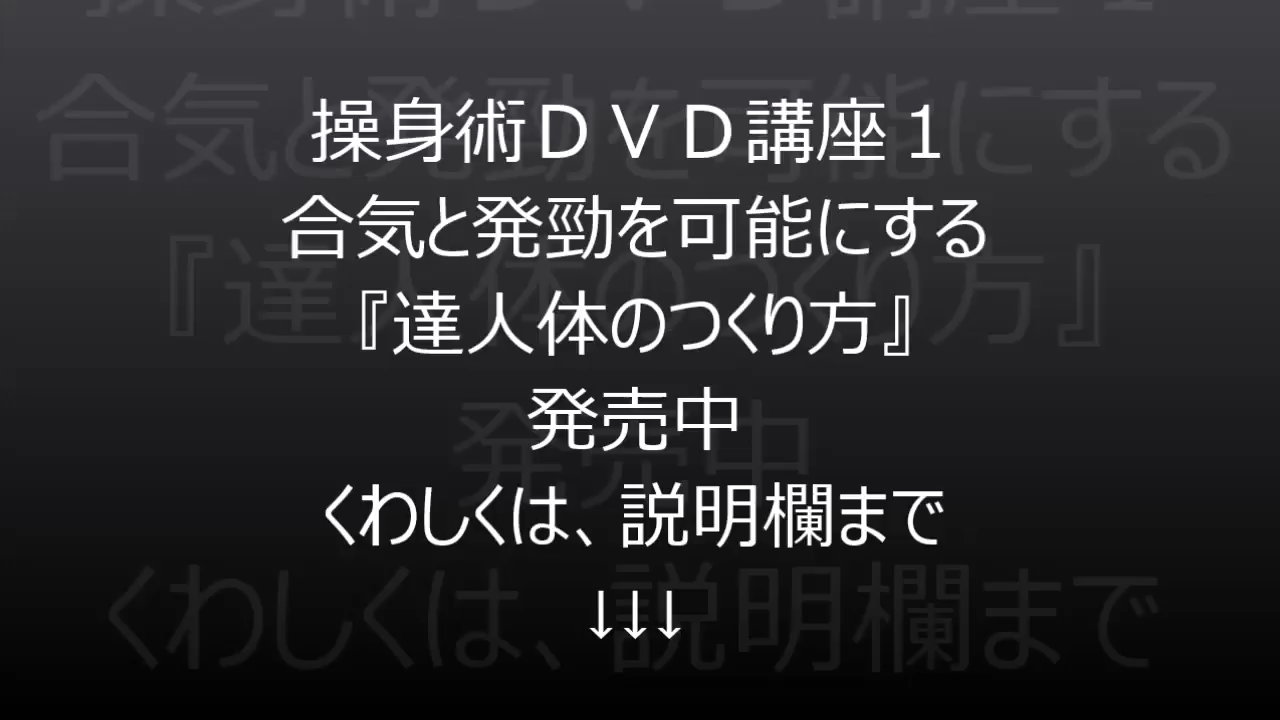 操身術ＤＶＤ講座１
合気と発勁を可能にする
『達人体のつくり方』
発売中
くわしくは、説明欄まで
↓↓↓